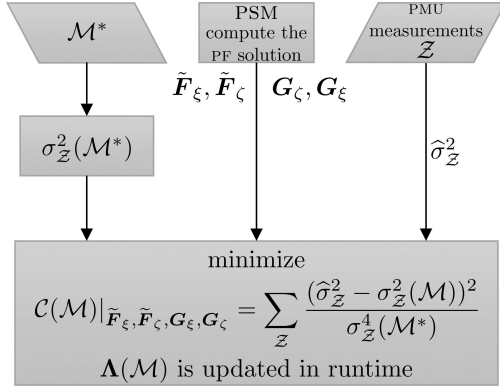 ℳ*
PSM
compute the
PF solution
PMU
measurements
𝒵
F̃_ξ, F̃_ζ
G_ζ, G_ξ
σ²_𝒵(ℳ*)
σ̂²_𝒵
minimize
𝒞(ℳ)|_{F̃_ξ, F̃_ζ, G_ξ, G_ζ} = ∑_𝒵 (σ̂²_𝒵 − σ²_𝒵(ℳ))² / σ⁴_𝒵(ℳ*)
Λ(ℳ) is updated in runtime